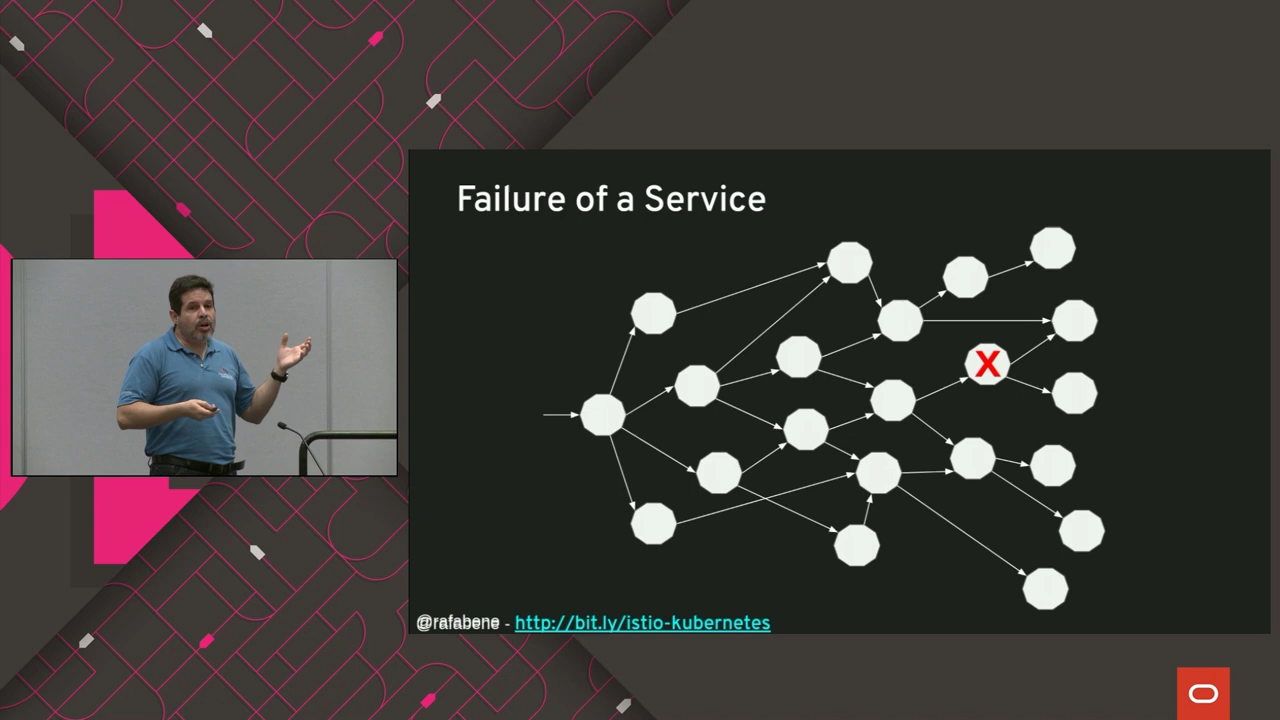 Failure of a Service
X
@rafabene - http://bit.ly/istio-kubernetes